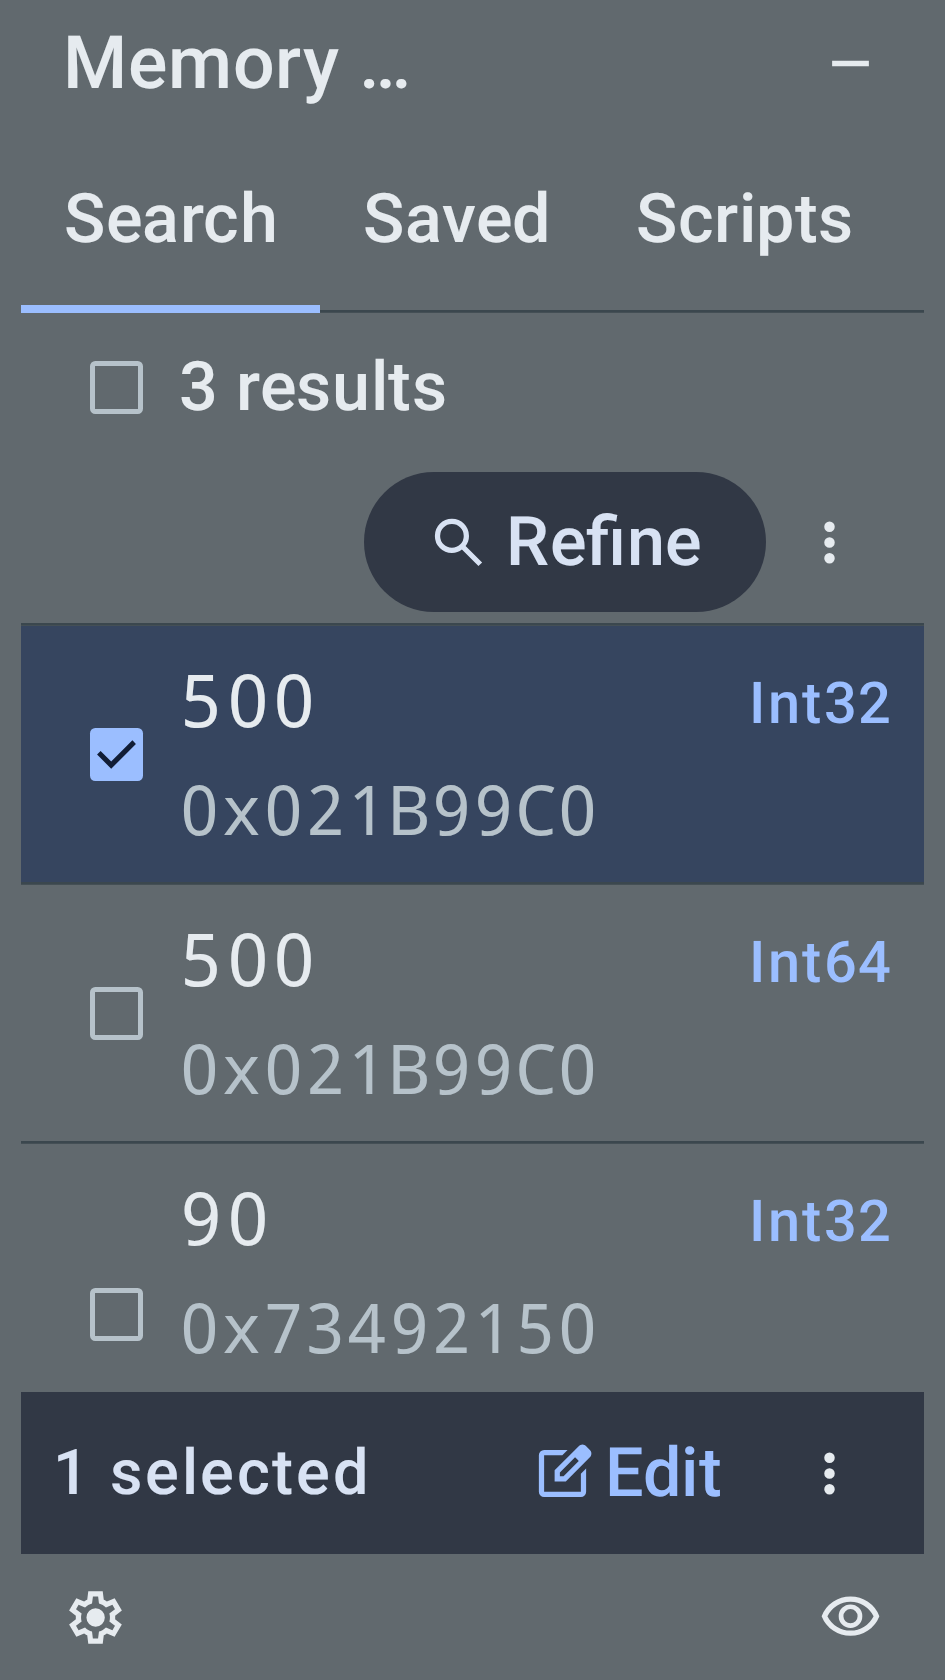 Memory ...
Search Saved Scripts
3 results
Refine
500 Int32
0x021B99C0
500 Int64
0x021B99C0
90 Int32
0x73492150
1 selected Edit